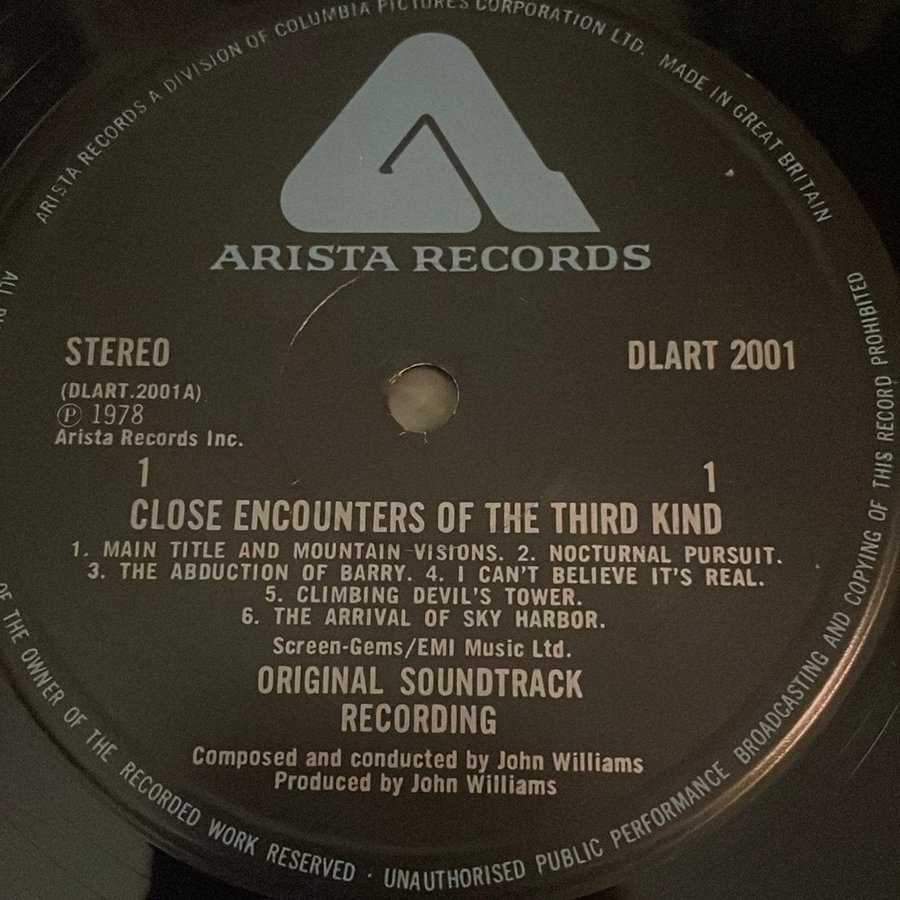 ARISTA RECORDS A DIVISION OF COLUMBIA PICTURES CORPORATION LTD. MADE IN GREAT BRITAIN
ARISTA RECORDS
STEREO
DLART 2001
(DLART.2001A)
Ⓟ 1978
Arista Records Inc.
1 1
CLOSE ENCOUNTERS OF THE THIRD KIND
1. MAIN TITLE AND MOUNTAIN VISIONS. 2. NOCTURNAL PURSUIT.
3. THE ABDUCTION OF BARRY. 4. I CAN'T BELIEVE IT'S REAL.
5. CLIMBING DEVIL'S TOWER.
6. THE ARRIVAL OF SKY HARBOR.
Screen-Gems/EMI Music Ltd.
ORIGINAL SOUNDTRACK
RECORDING
Composed and conducted by John Williams
Produced by John Williams
ALL
OF THE OWNER OF THE RECORDED WORK RESERVED · UNAUTHORISED PUBLIC PERFORMANCE BROADCASTING AND COPYING OF THIS RECORD PROHIBITED